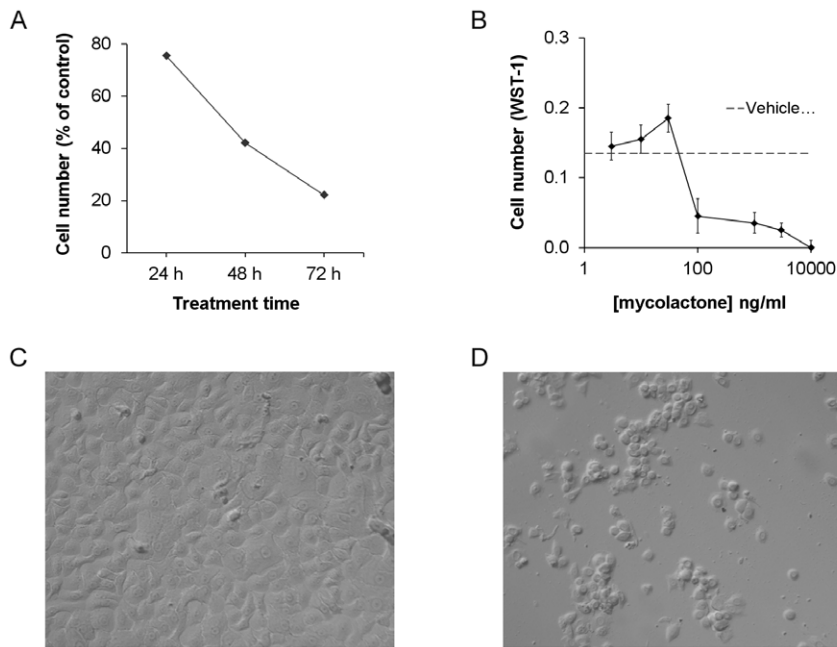 A
Cell number (% of control)
80
60
40
20
0
24 h 48 h 72 h
Treatment time
B
Cell number (WST-1)
0.3
0.2
0.1
0.0
Vehicle...
1 100 10000
[mycolactone] ng/ml
C
D